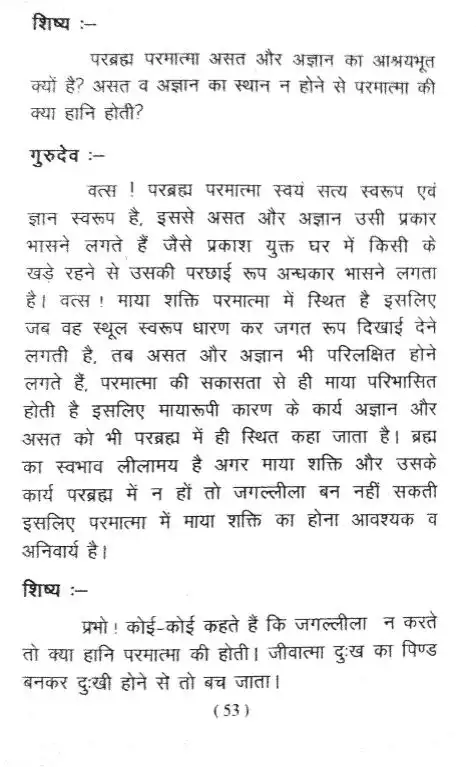 शिष्य :–
परब्रह्म परमात्मा असत और अज्ञान का आश्रयभूत
क्यों है? असत व अज्ञान का स्थान न होने से परमात्मा की
क्या हानि होती?
गुरुदेव :–
वत्स ! परब्रह्म परमात्मा स्वयं सत्य स्वरूप एवं
ज्ञान स्वरूप है, इससे असत और अज्ञान उसी प्रकार
भासने लगते हैं जैसे प्रकाश युक्त घर में किसी के
खड़े रहने से उसकी परछाई रूप अन्धकार भासने लगता
है। वत्स ! माया शक्ति परमात्मा में स्थित है इसलिए
जब वह स्थूल स्वरूप धारण कर जगत रूप दिखाई देने
लगती है, तब असत और अज्ञान भी परिलक्षित होने
लगते हैं, परमात्मा की सकासता से ही माया परिभासित
होती है इसलिए मायारूपी कारण के कार्य अज्ञान और
असत को भी परब्रह्म में ही स्थित कहा जाता है। ब्रह्म
का स्वभाव लीलामय है अगर माया शक्ति और उसके
कार्य परब्रह्म में न हों तो जगल्लीला बन नहीं सकती
इसलिए परमात्मा में माया शक्ति का होना आवश्यक व
अनिवार्य है।
शिष्य :–
प्रभो ! कोई-कोई कहते हैं कि जगल्लीला न करते
तो क्या हानि परमात्मा की होती। जीवात्मा दुःख का पिण्ड
बनकर दुःखी होने से तो बच जाता।
(53)